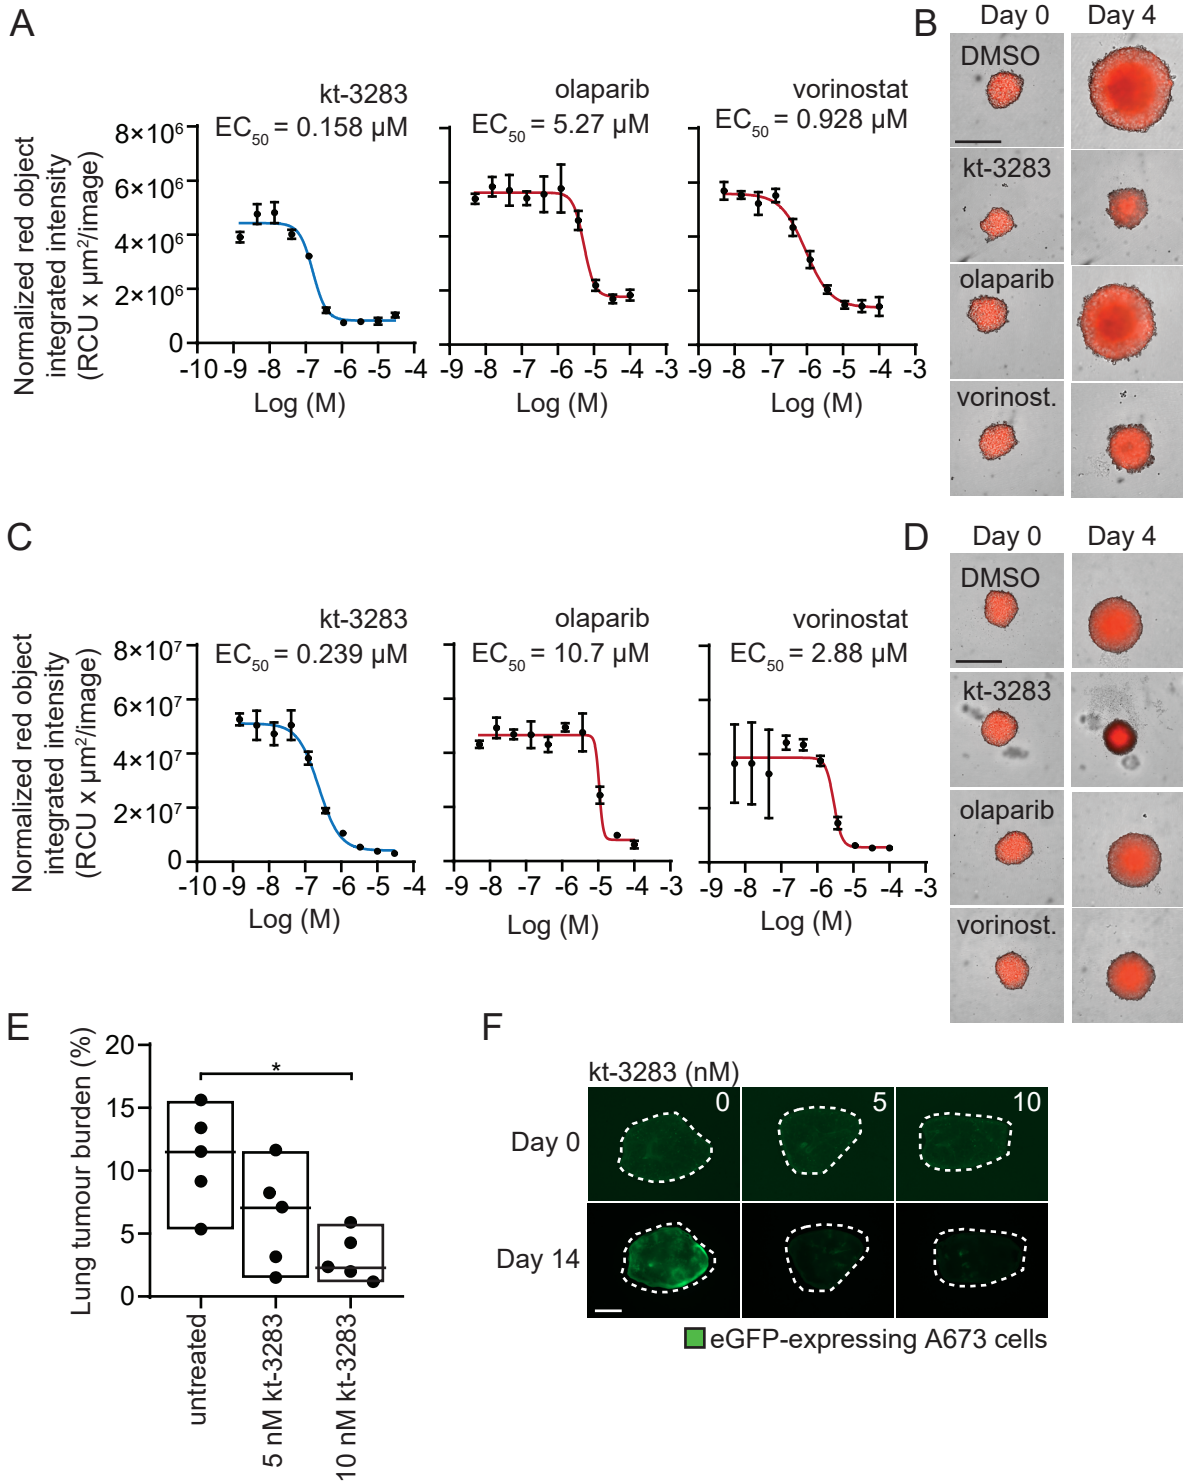 A
kt-3283
EC50 = 0.158 µM
olaparib
EC50 = 5.27 µM
vorinostat
EC50 = 0.928 µM
Normalized red object
integrated intensity
(RCU x µm²/image)
8×10⁶
6×10⁶
4×10⁶
2×10⁶
0
-10 -9 -8 -7 -6 -5 -4
-9 -8 -7 -6 -5 -4 -3
-9 -8 -7 -6 -5 -4 -3
Log (M)
Log (M)
Log (M)
B
Day 0
Day 4
DMSO
kt-3283
olaparib
vorinost.
C
kt-3283
EC50 = 0.239 µM
olaparib
EC50 = 10.7 µM
vorinostat
EC50 = 2.88 µM
Normalized red object
integrated intensity
(RCU x µm²/image)
8×10⁷
6×10⁷
4×10⁷
2×10⁷
0
-10 -9 -8 -7 -6 -5 -4
-9 -8 -7 -6 -5 -4 -3
-9 -8 -7 -6 -5 -4 -3
Log (M)
Log (M)
Log (M)
D
Day 0
Day 4
DMSO
kt-3283
olaparib
vorinost.
E
Lung tumour burden (%)
20
15
10
5
0
*
untreated
5 nM kt-3283
10 nM kt-3283
F
kt-3283 (nM)
0
5
10
Day 0
Day 14
eGFP-expressing A673 cells